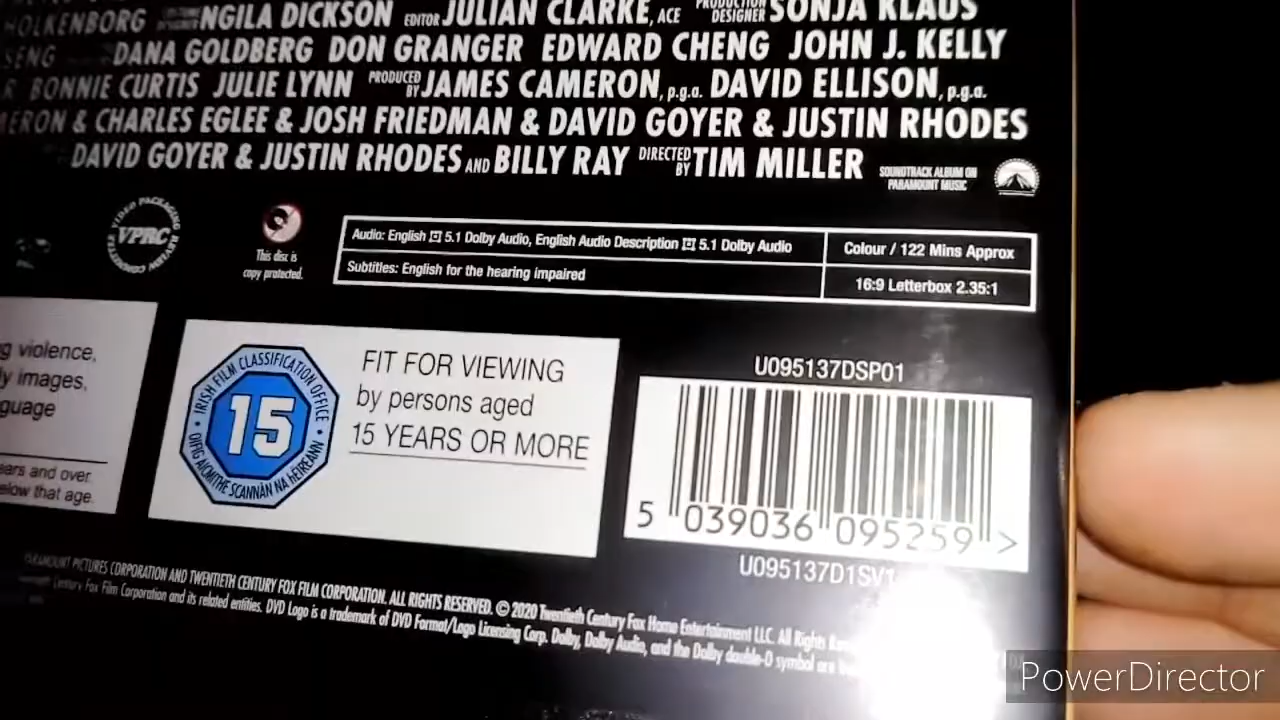 HOLKENBORG COSTUME DESIGNER NGILA DICKSON EDITOR JULIAN CLARKE, ACE PRODUCTION DESIGNER SONJA KLAUS
SENG DANA GOLDBERG DON GRANGER EDWARD CHENG JOHN J. KELLY
R BONNIE CURTIS JULIE LYNN PRODUCED BY JAMES CAMERON, p.g.a. DAVID ELLISON, p.g.a.
MERON & CHARLES EGLEE & JOSH FRIEDMAN & DAVID GOYER & JUSTIN RHODES
DAVID GOYER & JUSTIN RHODES AND BILLY RAY DIRECTED BY TIM MILLER
SOUNDTRACK ALBUM ON
PARAMOUNT MUSIC
VIDEO PACKAGING
VPRC
This disc is
copy protected.
Audio: English 5.1 Dolby Audio, English Audio Description 5.1 Dolby Audio
Colour / 122 Mins Approx
Subtitles: English for the hearing impaired
16:9 Letterbox 2.35:1
g violence,
y images,
guage
ears and over.
elow that age.
IRISH FILM CLASSIFICATION OFFICE
15
OIFIG AICMITHE SCANNÁN NA HÉIREANN
FIT FOR VIEWING
by persons aged
15 YEARS OR MORE
U095137DSP01
5 039036 095259 >
U095137D1SV1
PARAMOUNT PICTURES CORPORATION AND TWENTIETH CENTURY FOX FILM CORPORATION. ALL RIGHTS RESERVED. © 2020 Twentieth Century Fox Home Entertainment LLC. All Rights
Century Fox Film Corporation and its related entities. DVD Logo is a trademark of DVD Format/Logo Licensing Corp. Dolby, Dolby Audio, and the Dolby double-D symbol are
PowerDirector